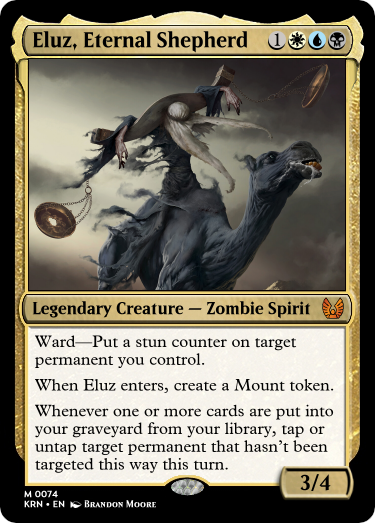 Eluz, Eternal Shepherd 1
Legendary Creature — Zombie Spirit
Ward—Put a stun counter on target
permanent you control.
When Eluz enters, create a Mount token.
Whenever one or more cards are put into
your graveyard from your library, tap or
untap target permanent that hasn't been
targeted this way this turn.
3/4
M 0074
KRN • EN Brandon Moore